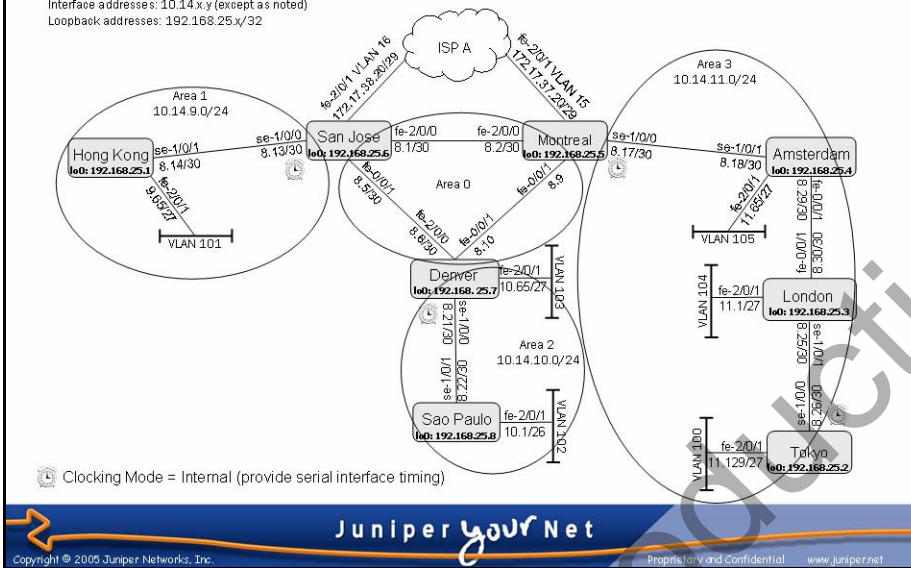 Interface addresses: 10.14.x.y (except as noted)
Loopback addresses: 192.168.25.x/32
ISP A
fe-2/0/1 VLAN 16
172.17.38.20/29
fe-2/0/1 VLAN 15
172.17.37.20/29
Area 3
10.14.11.0/24
Area 1
10.14.9.0/24
Hong Kong
lo0: 192.168.25.1
se-1/0/1
8.14/30
se-1/0/0
8.13/30
San Jose
lo0: 192.168.25.6
fe-2/0/0
8.1/30
fe-2/0/0
8.2/30
Montreal
lo0: 192.168.25.5
se-1/0/0
8.17/30
se-1/0/1
8.18/30
Amsterdam
lo0: 192.168.25.4
fe-2/0/1
9.65/27
VLAN 101
fe-0/0/1
8.5/30
Area 0
fe-0/0/1
8.9
fe-2/0/0
8.6/30
fe-0/0/1
8.10
fe-2/0/1
11.65/27
VLAN 105
fe-0/0/1
8.29/30
8.30/30
fe-0/0/1
Denver
lo0: 192.168. 25.7
fe-2/0/1
10.65/27
VLAN 103
VLAN 104
fe-2/0/1
11.1/27
London
lo0: 192.168.25.3
se-1/0/0
8.21/30
Area 2
10.14.10.0/24
se-1/0/1
8.25/30
8.22/30
se-1/0/1
8.26/30
se-1/0/0
Sao Paulo
lo0: 192.168.25.8
fe-2/0/1
10.1/26
VLAN 102
VLAN 100
fe-2/0/1
11.129/27
Tokyo
lo0: 192.168.25.2
Clocking Mode = Internal (provide serial interface timing)
Juniper your Net
Copyright © 2005 Juniper Networks, Inc.
Proprietary and Confidential
www.juniper.net